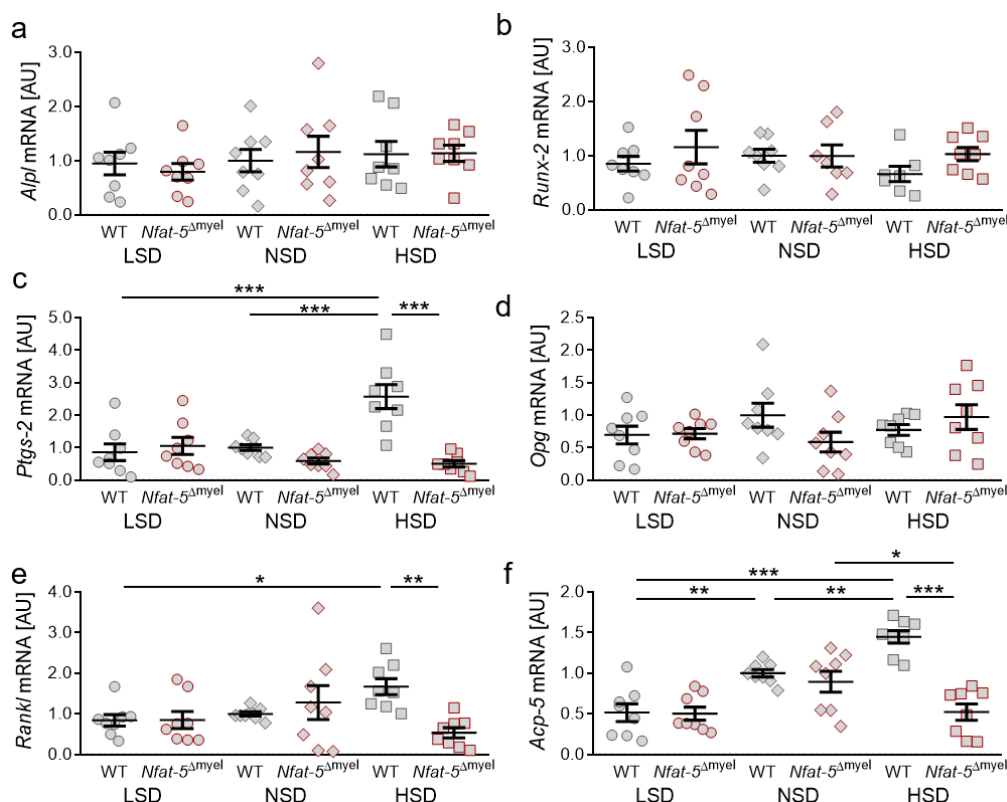 a
Alpl mRNA [AU]
3.0
2.0
1.0
0.0
WT Nfat-5Δmyel WT Nfat-5Δmyel WT Nfat-5Δmyel
LSD NSD HSD
b
Runx-2 mRNA [AU]
3.0
2.0
1.0
0.0
WT Nfat-5Δmyel WT Nfat-5Δmyel WT Nfat-5Δmyel
LSD NSD HSD
c
Ptgs-2 mRNA [AU]
***
*** ***
5.0
4.0
3.0
2.0
1.0
0.0
WT Nfat-5Δmyel WT Nfat-5Δmyel WT Nfat-5Δmyel
LSD NSD HSD
d
Opg mRNA [AU]
2.5
2.0
1.5
1.0
0.5
0.0
WT Nfat-5Δmyel WT Nfat-5Δmyel WT Nfat-5Δmyel
LSD NSD HSD
e
Rankl mRNA [AU]
* **
4.0
3.0
2.0
1.0
0.0
WT Nfat-5Δmyel WT Nfat-5Δmyel WT Nfat-5Δmyel
LSD NSD HSD
f
Acp-5 mRNA [AU]
*
***
** ** ***
2.0
1.5
1.0
0.5
0.0
WT Nfat-5Δmyel WT Nfat-5Δmyel WT Nfat-5Δmyel
LSD NSD HSD